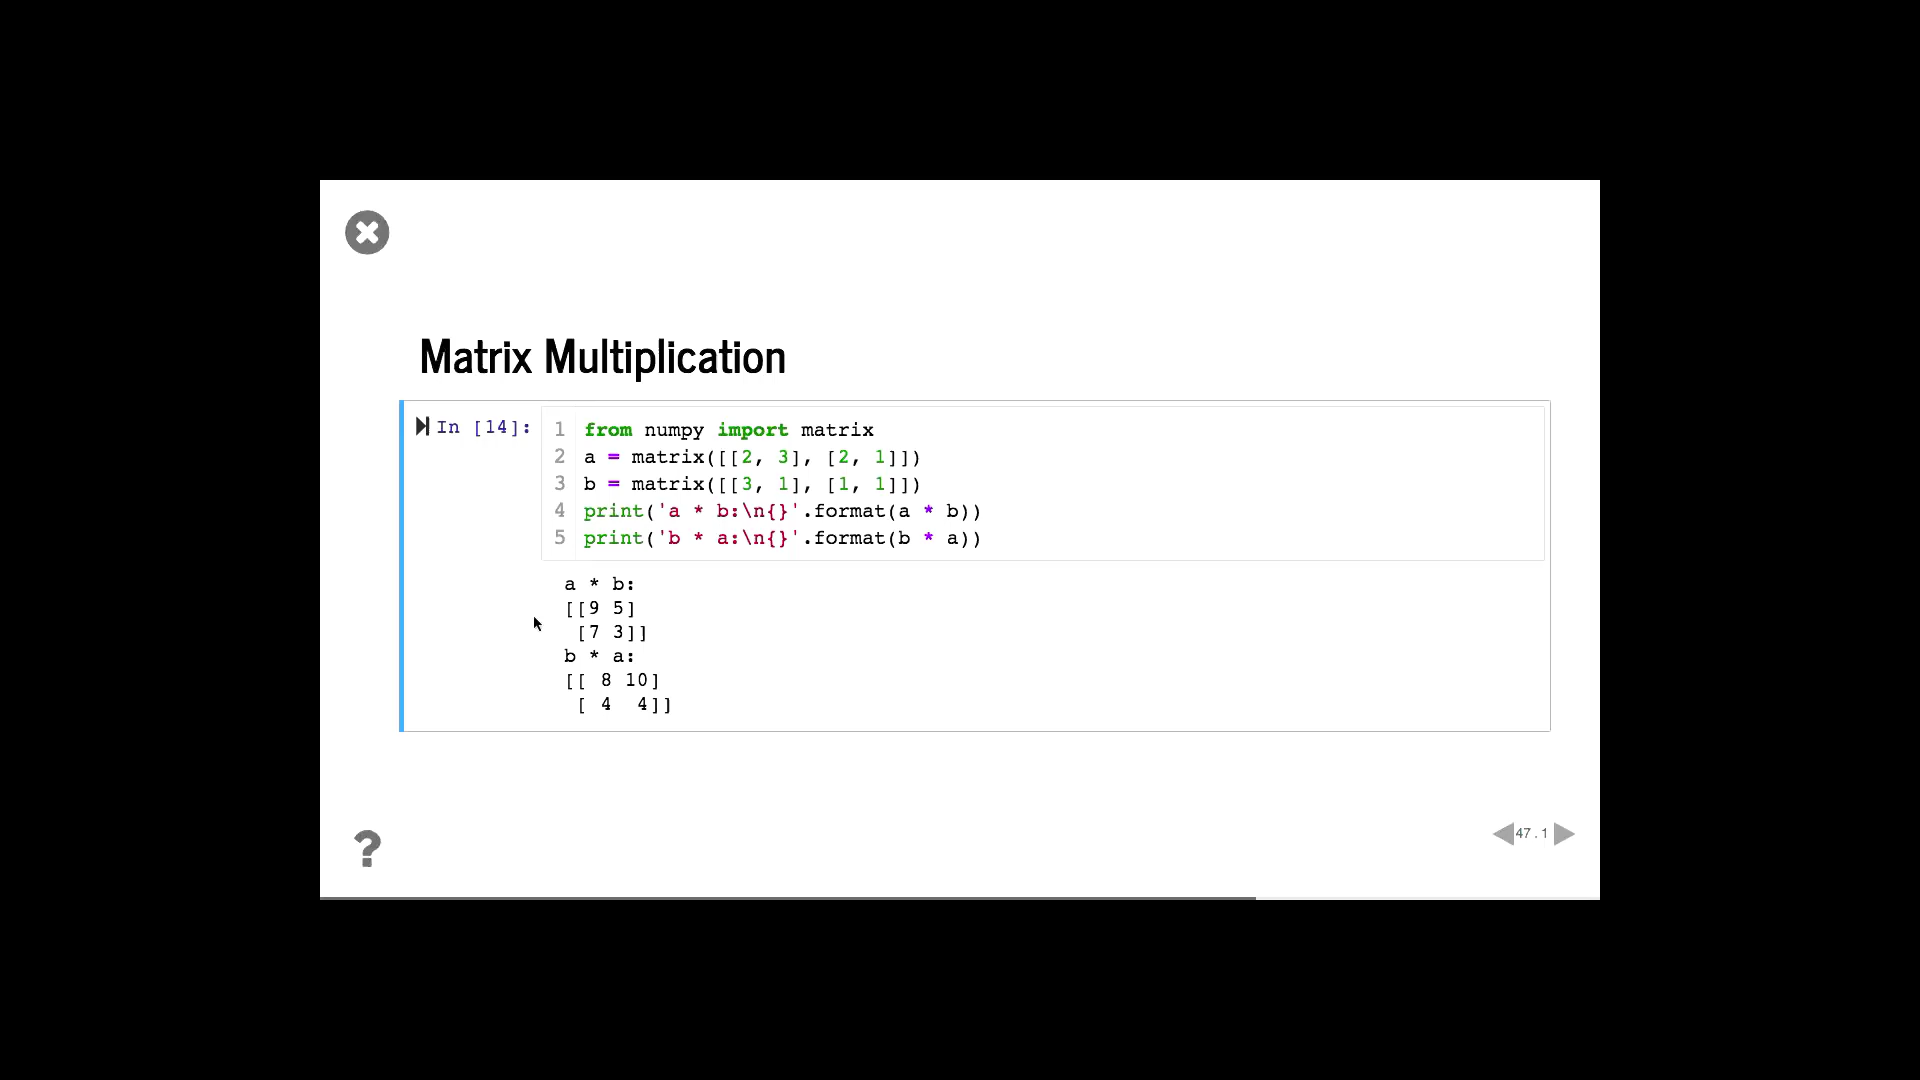 Matrix Multiplication
In [14]:
1 from numpy import matrix
2 a = matrix([[2, 3], [2, 1]])
3 b = matrix([[3, 1], [1, 1]])
4 print('a * b:\n{}'.format(a * b))
5 print('b * a:\n{}'.format(b * a))
a * b:
[[9 5]
 [7 3]]
b * a:
[[ 8 10]
 [ 4  4]]
?
47.1